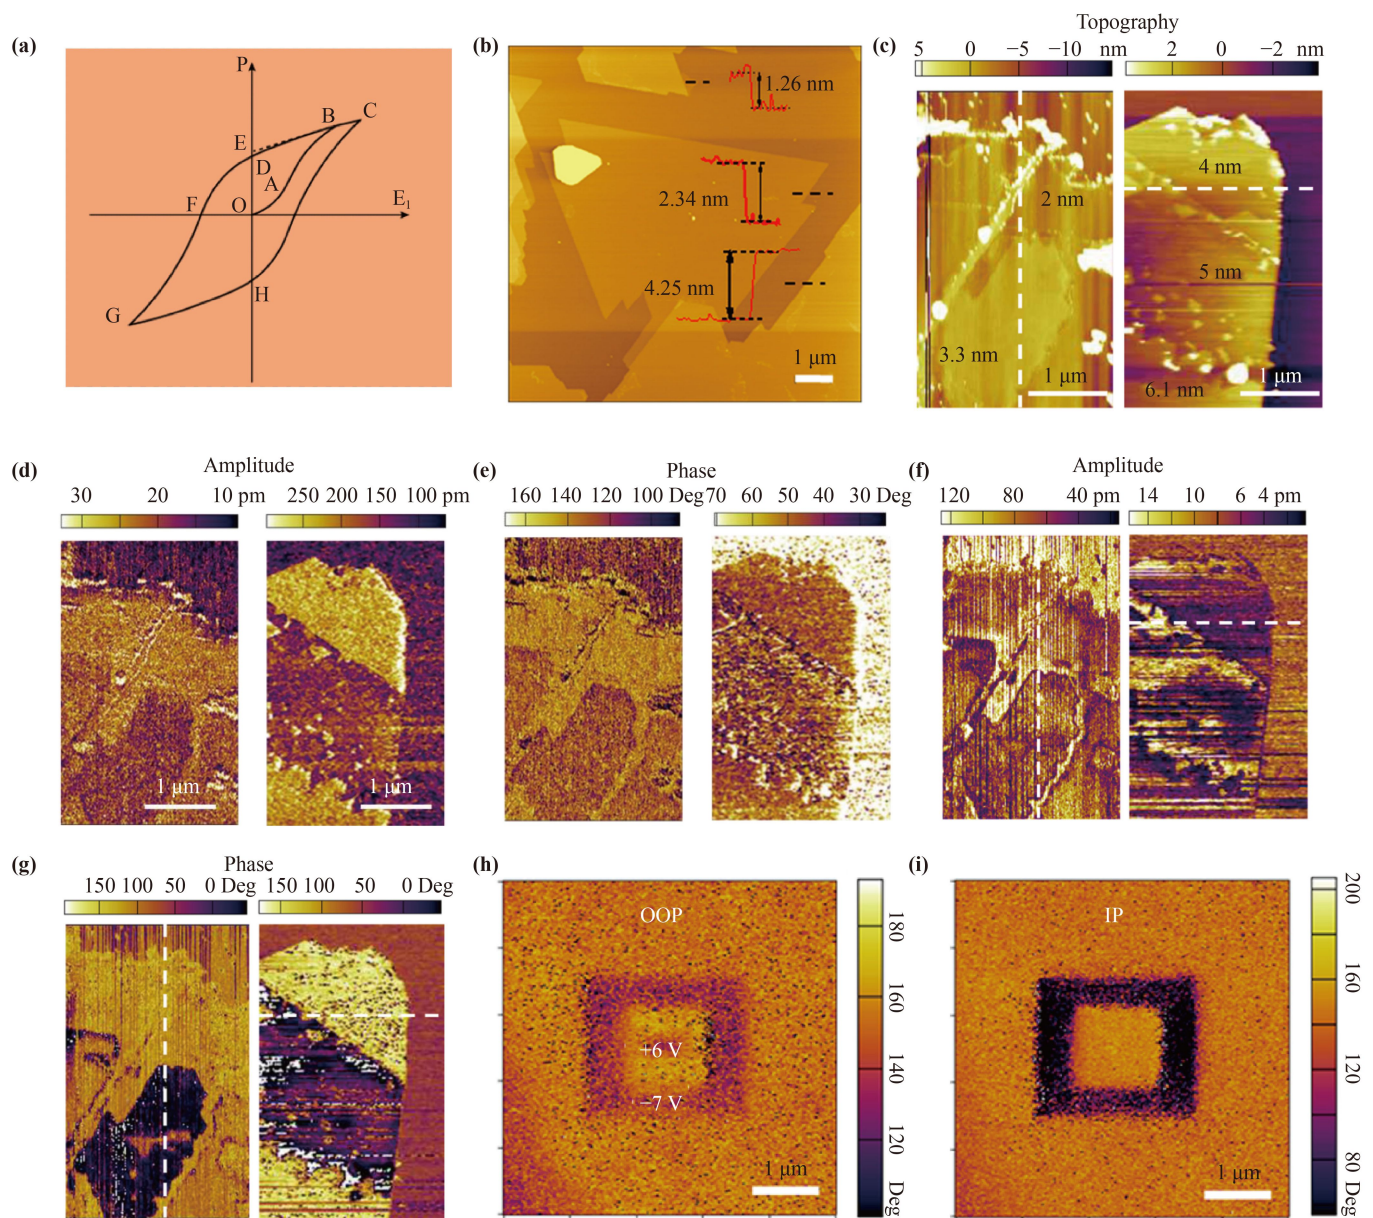 (a)
P
B
C
E
D
A
F
O
E₁
H
G
(b)
1.26 nm
2.34 nm
4.25 nm
1 μm
(c)
Topography
5 0 −5 −10 nm
2 0 −2 nm
2 nm
3.3 nm
1 μm
4 nm
5 nm
6.1 nm
1 μm
(d)
Amplitude
30 20 10 pm
250 200 150 100 pm
1 μm
1 μm
(e)
Phase
160 140 120 100 Deg
70 60 50 40 30 Deg
(f)
Amplitude
120 80 40 pm
14 10 6 4 pm
(g)
Phase
150 100 50 0 Deg
150 100 50 0 Deg
(h)
OOP
+6 V
−7 V
1 μm
180
160
140
120
Deg
(i)
IP
1 μm
200
160
120
80
Deg